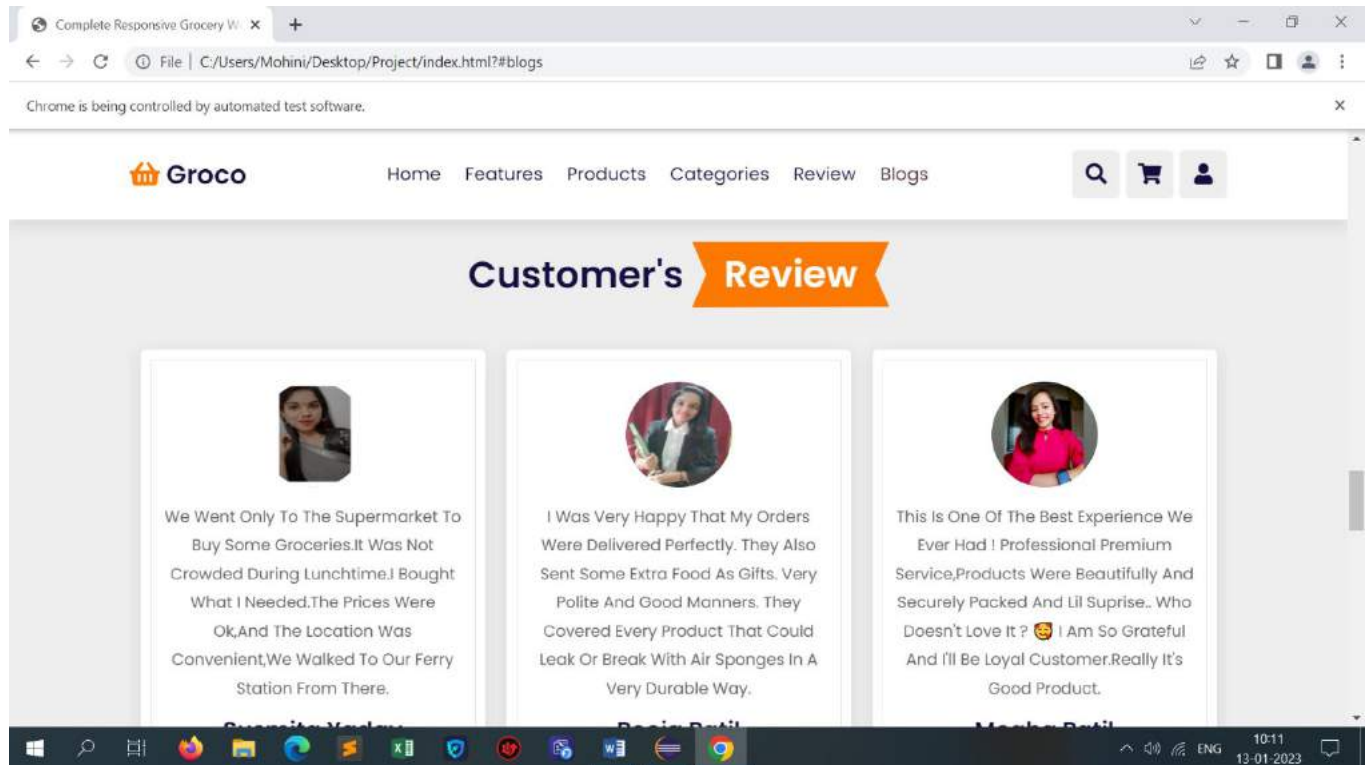 Complete Responsive Grocery W
File | C:/Users/Mohini/Desktop/Project/index.html?#blogs
Chrome is being controlled by automated test software.
Groco
Home Features Products Categories Review Blogs
Customer's Review
We Went Only To The Supermarket To
Buy Some Groceries.It Was Not
Crowded During Lunchtime.I Bought
What I Needed.The Prices Were
Ok,And The Location Was
Convenient,We Walked To Our Ferry
Station From There.
I Was Very Happy That My Orders
Were Delivered Perfectly. They Also
Sent Some Extra Food As Gifts. Very
Polite And Good Manners. They
Covered Every Product That Could
Leak Or Break With Air Sponges In A
Very Durable Way.
This Is One Of The Best Experience We
Ever Had ! Professional Premium
Service,Products Were Beautifully And
Securely Packed And Lil Suprise.. Who
Doesn't Love It ? 🥰 I Am So Grateful
And I'll Be Loyal Customer.Really It's
Good Product.
ENG
10:11
13-01-2023